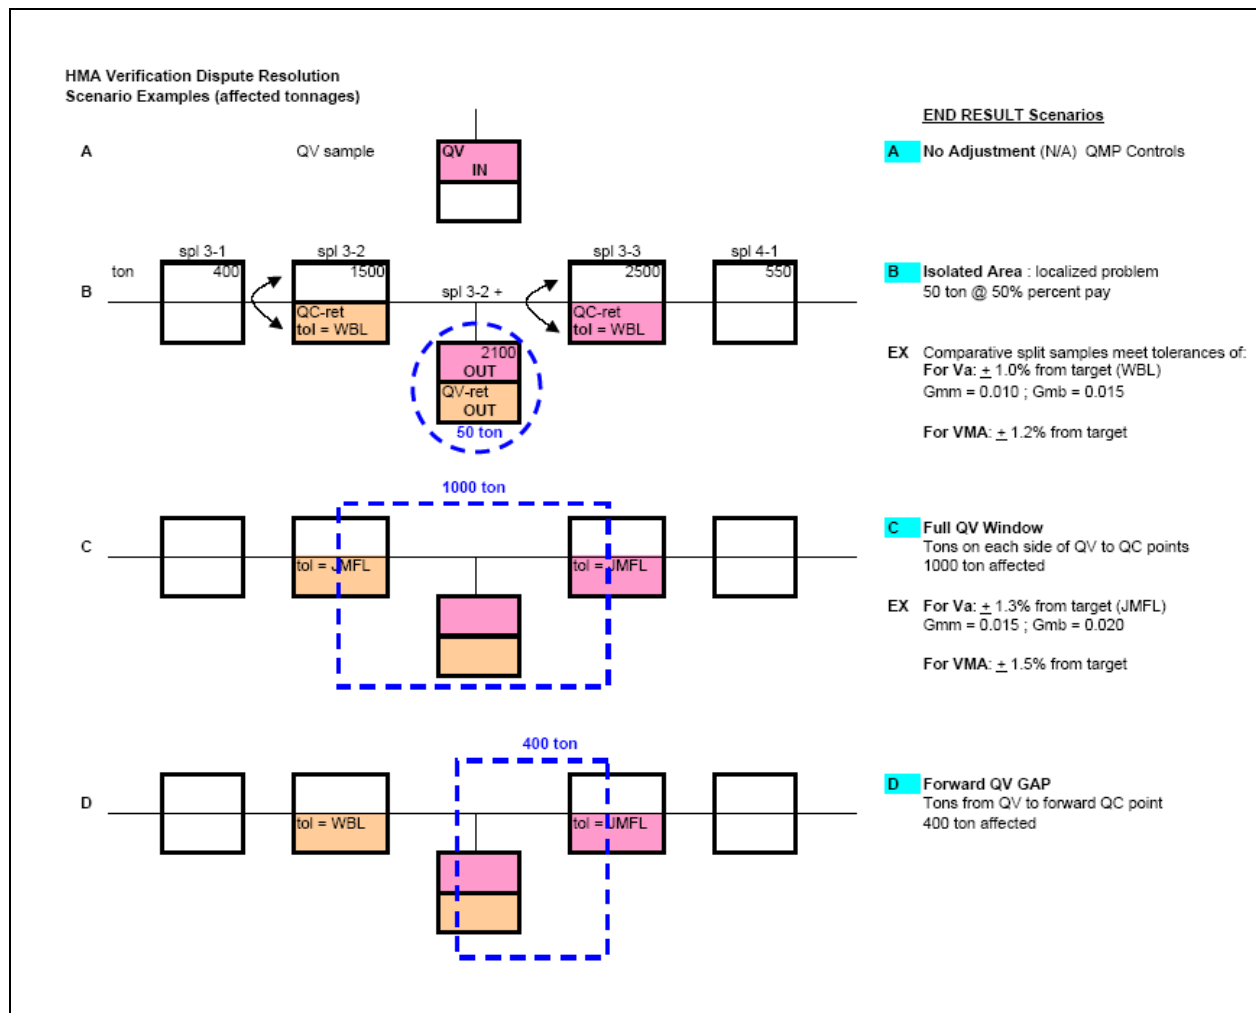 HMA Verification Dispute Resolution
Scenario Examples (affected tonnages)
END RESULT Scenarios
A
QV sample
QV
IN
A No Adjustment (N/A) QMP Controls
spl 3-1
spl 3-2
spl 3-3
spl 4-1
ton
400
1500
2500
550
B
spl 3-2 +
QC-ret
tol = WBL
QC-ret
tol = WBL
2100
OUT
QV-ret
OUT
50 ton
B Isolated Area : localized problem
50 ton @ 50% percent pay
EX Comparative split samples meet tolerances of:
For Va: ± 1.0% from target (WBL)
Gmm = 0.010 ; Gmb = 0.015
For VMA: ± 1.2% from target
1000 ton
C
tol = JMFL
tol = JMFL
C Full QV Window
Tons on each side of QV to QC points
1000 ton affected
EX For Va: ± 1.3% from target (JMFL)
Gmm = 0.015 ; Gmb = 0.020
For VMA: ± 1.5% from target
400 ton
D
tol = WBL
tol = JMFL
D Forward QV GAP
Tons from QV to forward QC point
400 ton affected